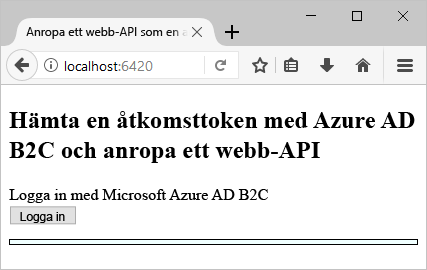 Anropa ett webb-API som en a
localhost:6420
Hämta en åtkomsttoken med Azure AD
B2C och anropa ett webb-API
Logga in med Microsoft Azure AD B2C
Logga in